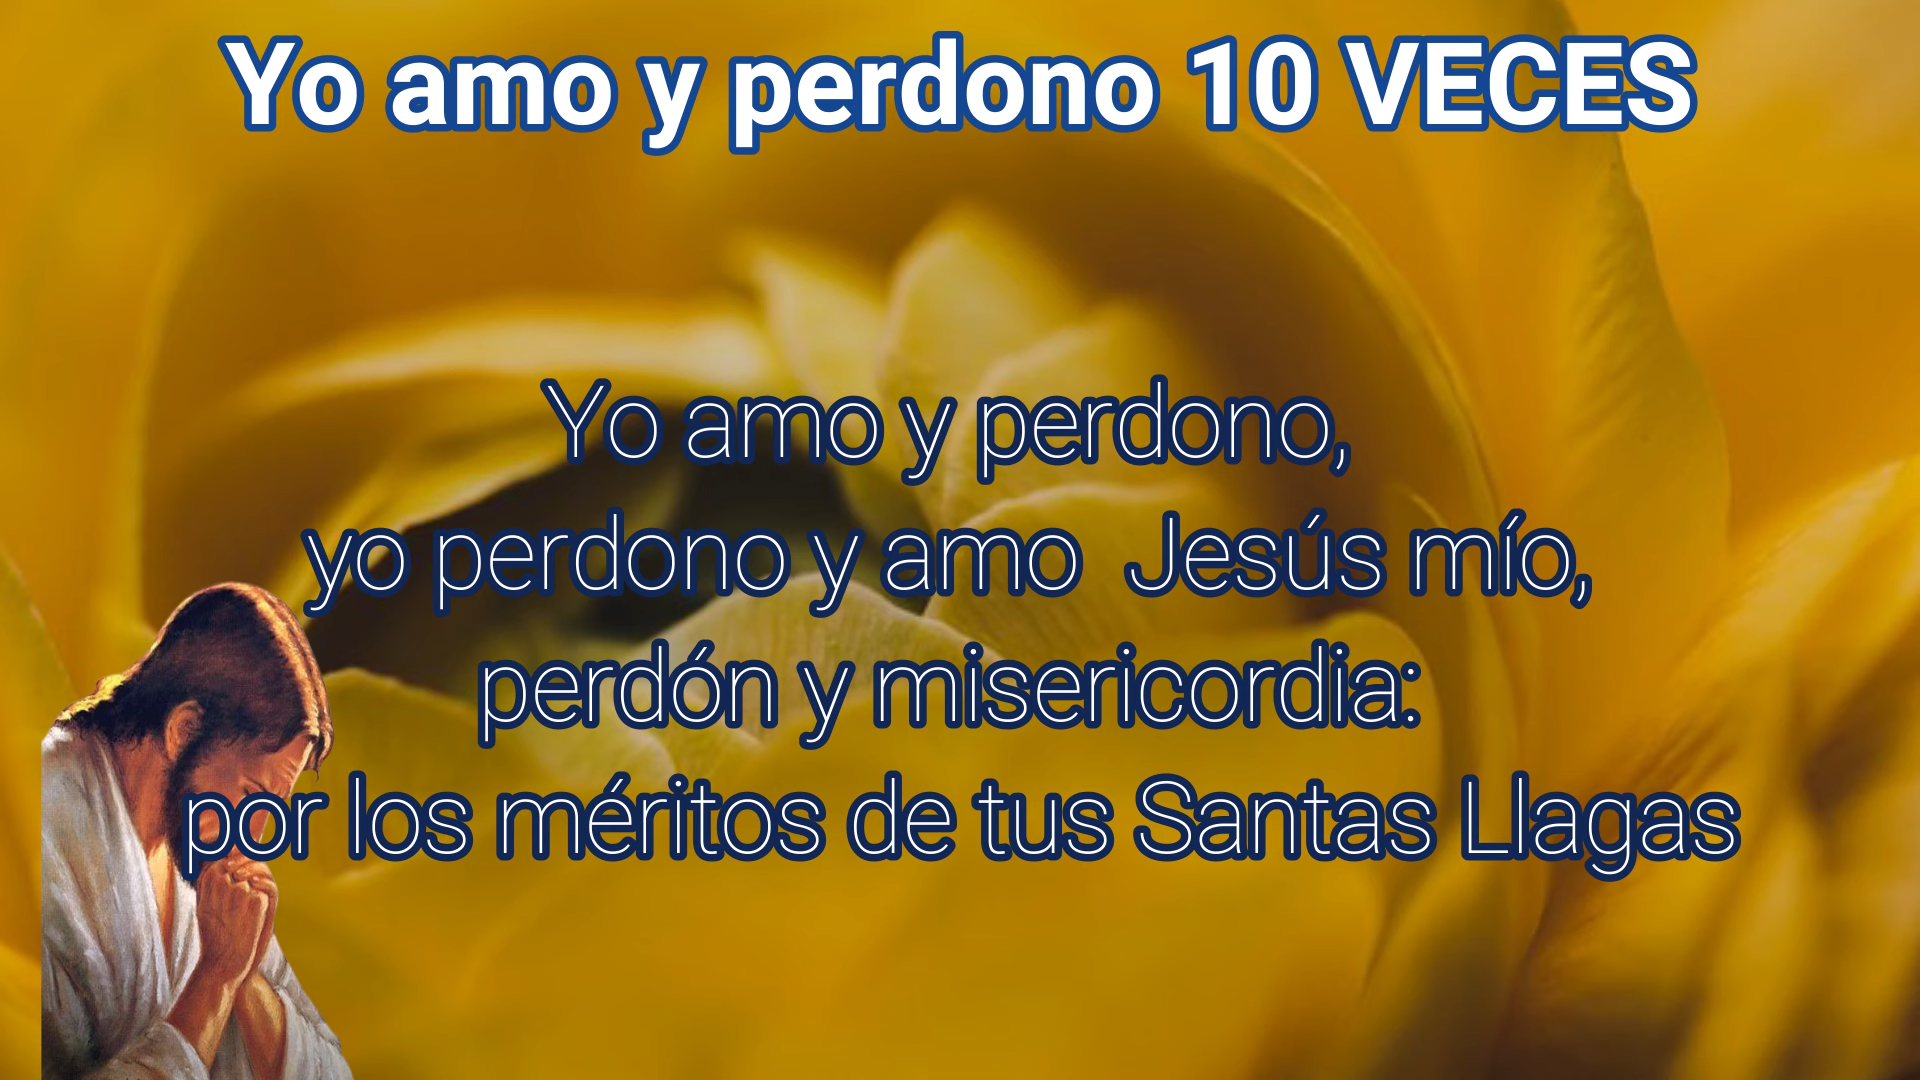 Yo amo y perdono 10 VECES
Yo amo y perdono,
yo perdono y amo  Jesús mío,
perdón y misericordia:
por los méritos de tus Santas Llagas